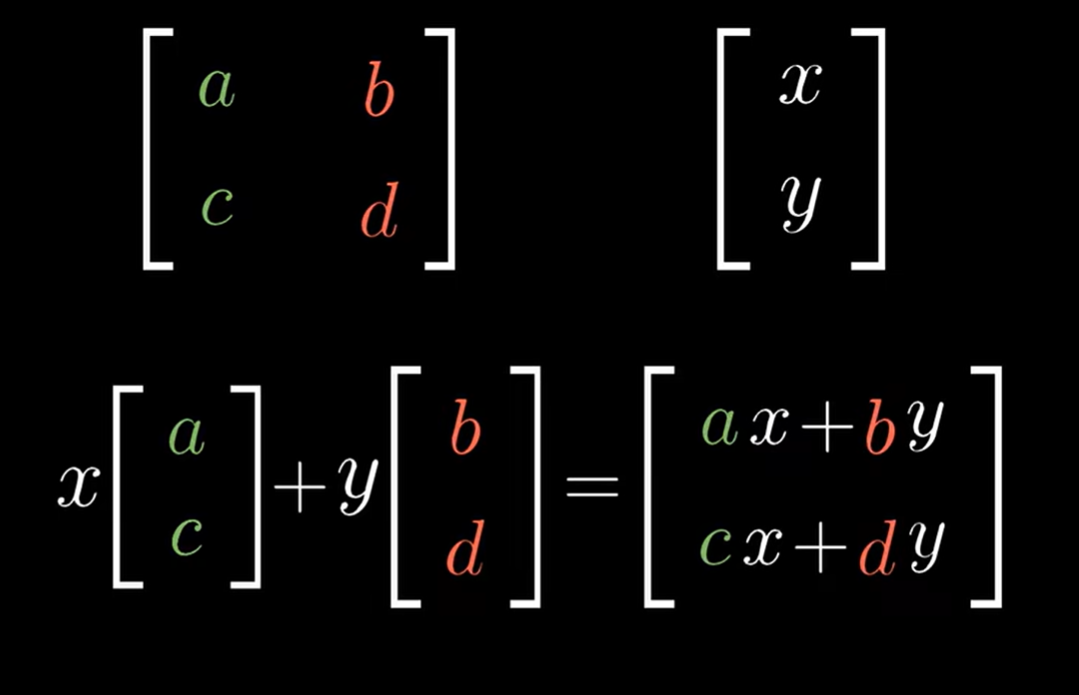 [a b; c d] [x; y]
x[a; c]+y[b; d]=[ax+by; cx+dy]